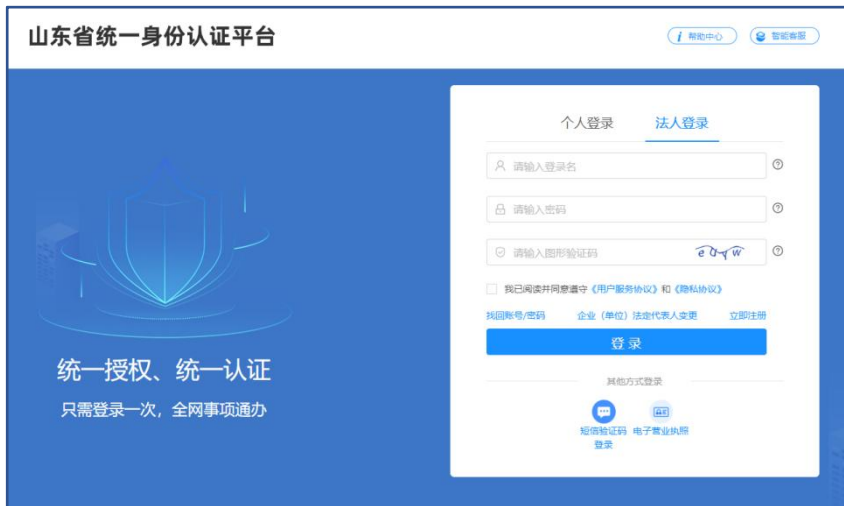 山东省统一身份认证平台
帮助中心
智能客服
个人登录 法人登录
请输入登录名
请输入密码
请输入图形验证码
我已阅读并同意遵守《用户服务协议》和《隐私协议》
找回账号/密码 企业（单位）法定代表人变更 立即注册
登 录
其他方式登录
短信验证码
登录
电子营业执照
统一授权、统一认证
只需登录一次，全网事项通办